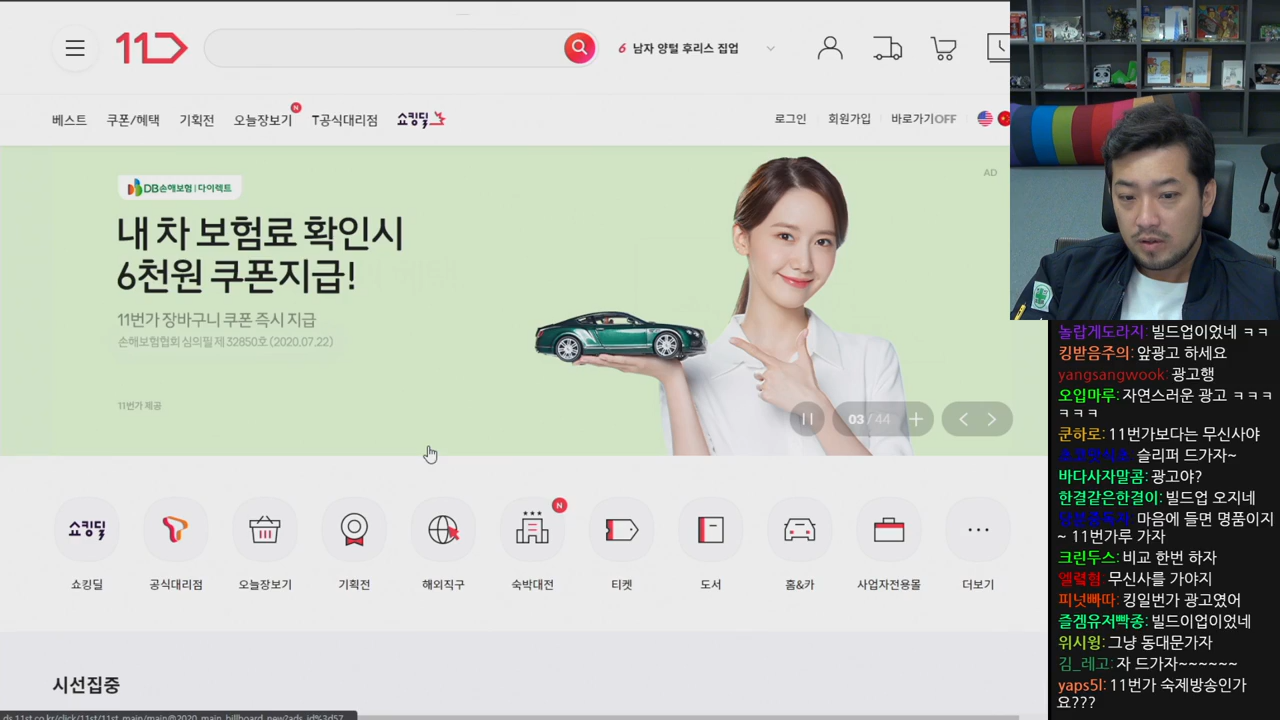 11
6 남자 양털 후리스 집업
베스트 쿠폰/혜택 기획전 오늘장보기 N T공식대리점 쇼킹딜
로그인 회원가입 바로가기OFF
DB손해보험 | 다이렉트
AD
내 차 보험료 확인시
6천원 쿠폰지급!
11번가 장바구니 쿠폰 즉시 지급
손해보험협회 심의필 제 32850호 (2020.07.22)
11번가 제공
03 / 44
쇼킹딜
N
쇼킹딜 공식대리점 오늘장보기 기획전 해외직구 숙박대전 티켓 도서 홈&카 사업자전용몰 더보기
시선집중
놀랍게도라지: 빌드업이었네 ㅋㅋ
킹받음주의: 앞광고 하세요
yangsangwook: 광고행
오입마루: 자연스러운 광고 ㅋㅋㅋ
ㅋㅋㅋㅋ
쿤하로: 11번가보다는 무신사야
슬리퍼 드가자~
바다사자말콤: 광고야?
한결같은한결이: 빌드업 오지네
마음에 들면 명품이지
~ 11번가루 가자
크린두스: 비교 한번 하자
무신사를 가야지
피넛빠따: 킹일번가 광고였어
즐겜유저빡종: 빌드이업이었네
위시윙: 그냥 동대문가자
김_레고: 자 드가자~~~~~~
yaps5l: 11번가 숙제방송인가
요???